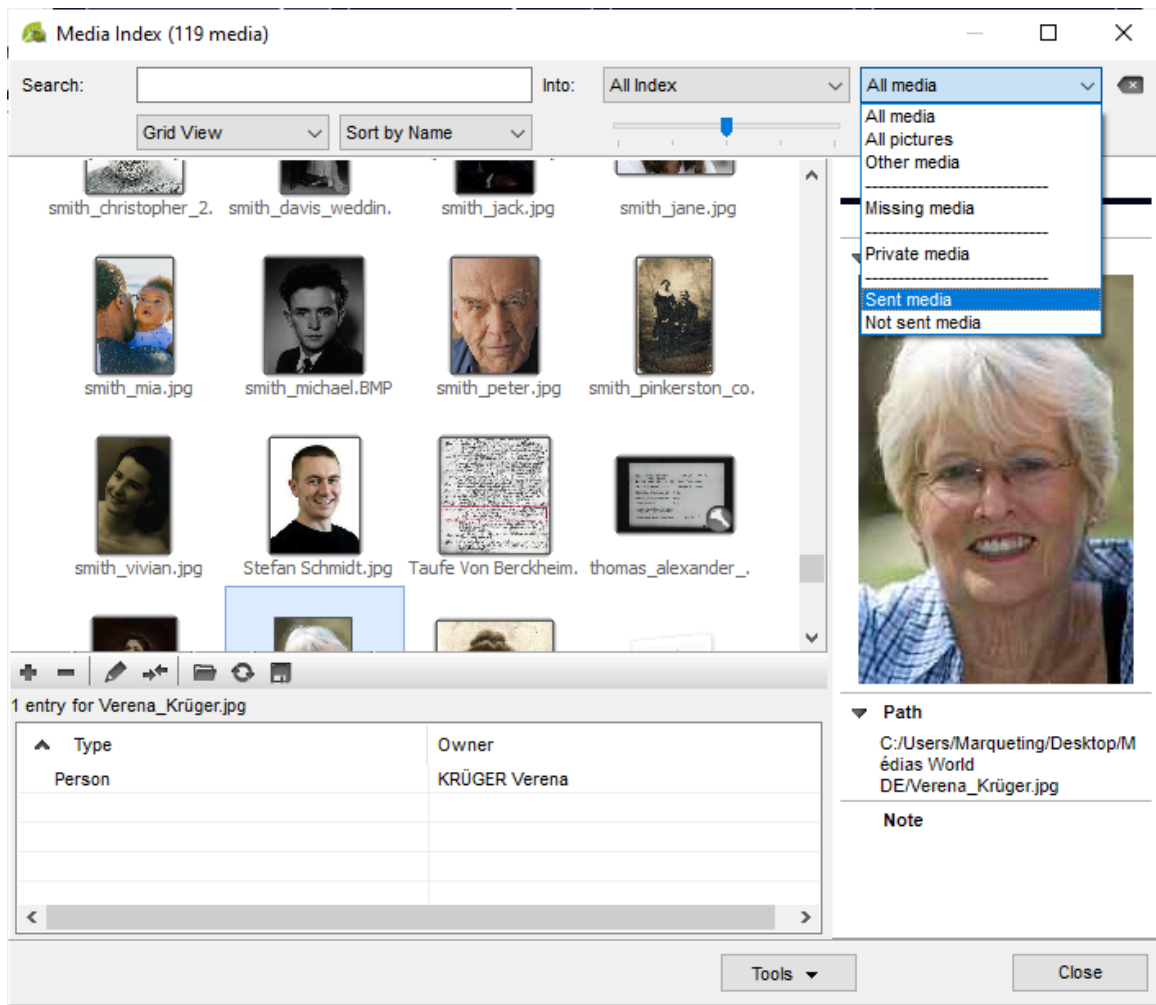 Media Index (119 media)
Search:
Into:
All Index
All media
Grid View
Sort by Name
All media
All pictures
Other media
----------------------------
Missing media
----------------------------
Private media
----------------------------
Sent media
Not sent media
smith_christopher_2.
smith_davis_weddin.
smith_jack.jpg
smith_jane.jpg
smith_mia.jpg
smith_michael.BMP
smith_peter.jpg
smith_pinkerston_co.
smith_vivian.jpg
Stefan Schmidt.jpg
Taufe Von Berckheim.
thomas_alexander_.
1 entry for Verena_Krüger.jpg
Type
Owner
Person
KRÜGER Verena
Path
C:/Users/Marqueting/Desktop/M
édias World
DE/Verena_Krüger.jpg
Note
Tools
Close